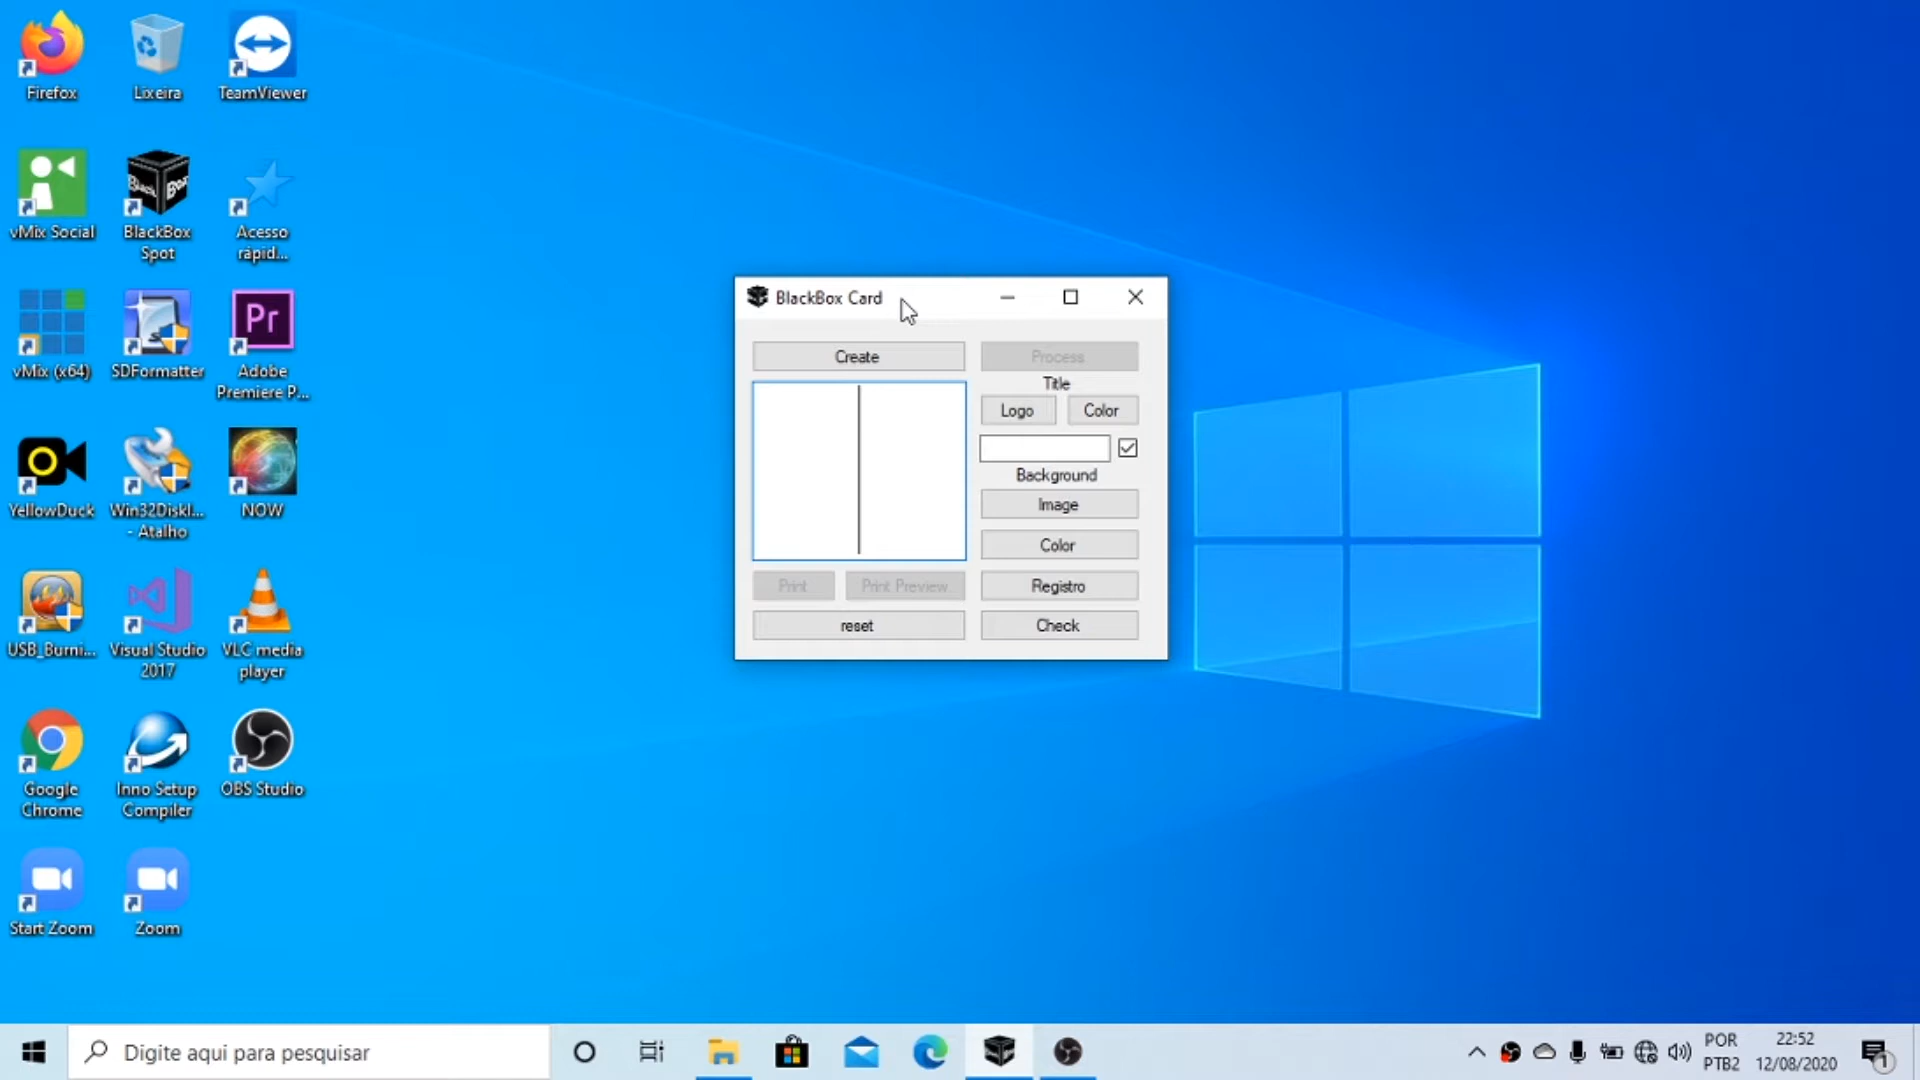 Firefox
Lixeira
TeamViewer
vMix Social
BlackBox
Spot
Acesso
rápid...
vMix (x64)
SDFormatter
Pr
Adobe
Premiere P...
YellowDuck
Win32DiskI...
- Atalho
NOW
USB_Burni...
Visual Studio
2017
VLC media
player
Google
Chrome
Inno Setup
Compiler
OBS Studio
Start Zoom
Zoom
BlackBox Card
Create
Process
Title
Logo
Color
Background
Image
Color
Print
Print Preview
Registro
reset
Check
Digite aqui para pesquisar
POR
PTB2
22:52
12/08/2020
1